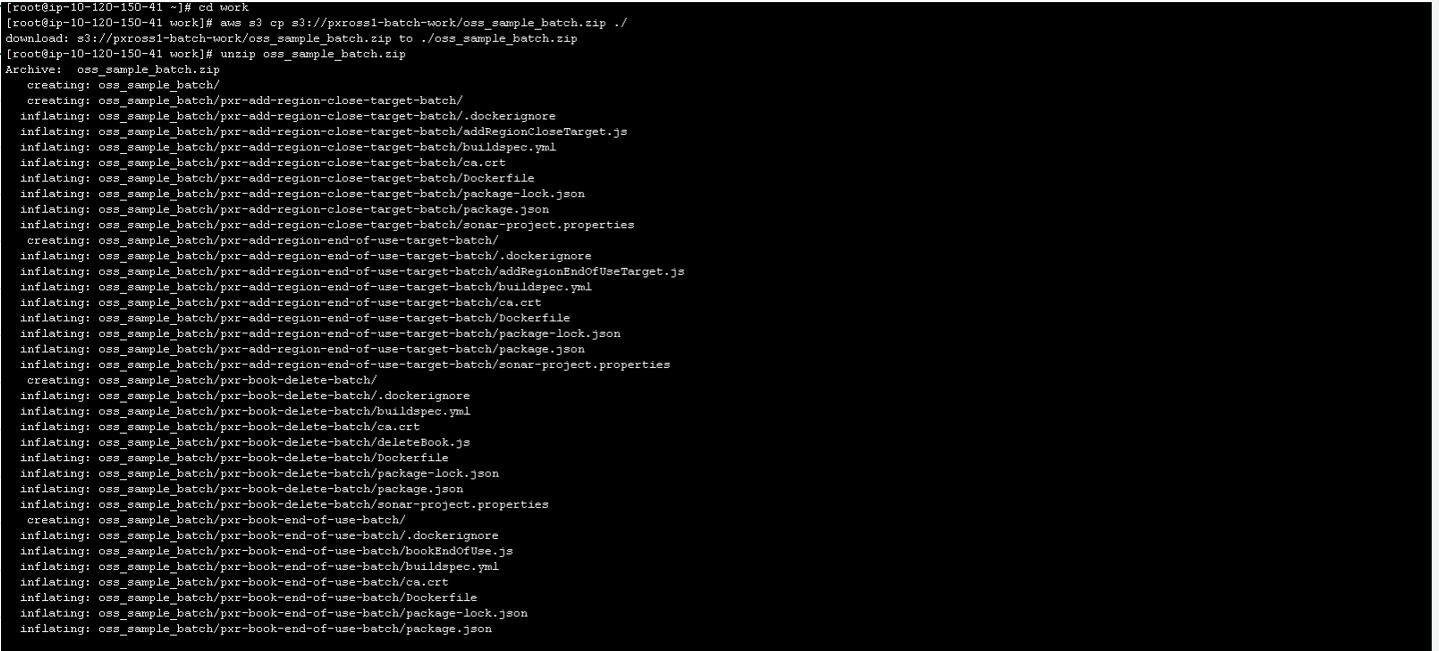 [root@ip-10-120-150-41 ~]# cd work
[root@ip-10-120-150-41 work]# aws s3 cp s3://pxross1-batch-work/oss_sample_batch.zip ./
download: s3://pxross1-batch-work/oss_sample_batch.zip to ./oss_sample_batch.zip
[root@ip-10-120-150-41 work]# unzip oss_sample_batch.zip
Archive:  oss_sample_batch.zip
   creating: oss_sample_batch/
   creating: oss_sample_batch/pxr-add-region-close-target-batch/
  inflating: oss_sample_batch/pxr-add-region-close-target-batch/.dockerignore
  inflating: oss_sample_batch/pxr-add-region-close-target-batch/addRegionCloseTarget.js
  inflating: oss_sample_batch/pxr-add-region-close-target-batch/buildspec.yml
  inflating: oss_sample_batch/pxr-add-region-close-target-batch/ca.crt
  inflating: oss_sample_batch/pxr-add-region-close-target-batch/Dockerfile
  inflating: oss_sample_batch/pxr-add-region-close-target-batch/package-lock.json
  inflating: oss_sample_batch/pxr-add-region-close-target-batch/package.json
  inflating: oss_sample_batch/pxr-add-region-close-target-batch/sonar-project.properties
   creating: oss_sample_batch/pxr-add-region-end-of-use-target-batch/
  inflating: oss_sample_batch/pxr-add-region-end-of-use-target-batch/.dockerignore
  inflating: oss_sample_batch/pxr-add-region-end-of-use-target-batch/addRegionEndOfUseTarget.js
  inflating: oss_sample_batch/pxr-add-region-end-of-use-target-batch/buildspec.yml
  inflating: oss_sample_batch/pxr-add-region-end-of-use-target-batch/ca.crt
  inflating: oss_sample_batch/pxr-add-region-end-of-use-target-batch/Dockerfile
  inflating: oss_sample_batch/pxr-add-region-end-of-use-target-batch/package-lock.json
  inflating: oss_sample_batch/pxr-add-region-end-of-use-target-batch/package.json
  inflating: oss_sample_batch/pxr-add-region-end-of-use-target-batch/sonar-project.properties
   creating: oss_sample_batch/pxr-book-delete-batch/
  inflating: oss_sample_batch/pxr-book-delete-batch/.dockerignore
  inflating: oss_sample_batch/pxr-book-delete-batch/buildspec.yml
  inflating: oss_sample_batch/pxr-book-delete-batch/ca.crt
  inflating: oss_sample_batch/pxr-book-delete-batch/deleteBook.js
  inflating: oss_sample_batch/pxr-book-delete-batch/Dockerfile
  inflating: oss_sample_batch/pxr-book-delete-batch/package-lock.json
  inflating: oss_sample_batch/pxr-book-delete-batch/package.json
  inflating: oss_sample_batch/pxr-book-delete-batch/sonar-project.properties
   creating: oss_sample_batch/pxr-book-end-of-use-batch/
  inflating: oss_sample_batch/pxr-book-end-of-use-batch/.dockerignore
  inflating: oss_sample_batch/pxr-book-end-of-use-batch/bookEndOfUse.js
  inflating: oss_sample_batch/pxr-book-end-of-use-batch/buildspec.yml
  inflating: oss_sample_batch/pxr-book-end-of-use-batch/ca.crt
  inflating: oss_sample_batch/pxr-book-end-of-use-batch/Dockerfile
  inflating: oss_sample_batch/pxr-book-end-of-use-batch/package-lock.json
  inflating: oss_sample_batch/pxr-book-end-of-use-batch/package.json